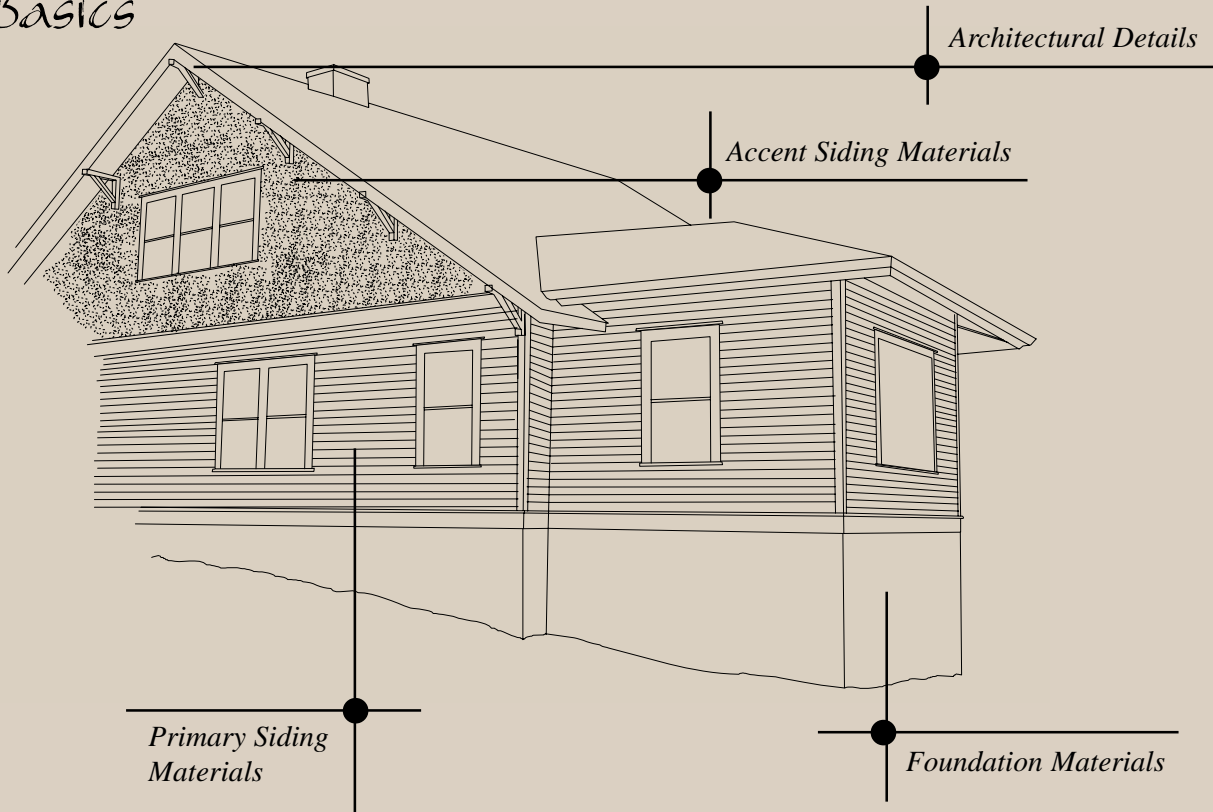 Basics
Architectural Details
Accent Siding Materials
Primary Siding
Materials
Foundation Materials